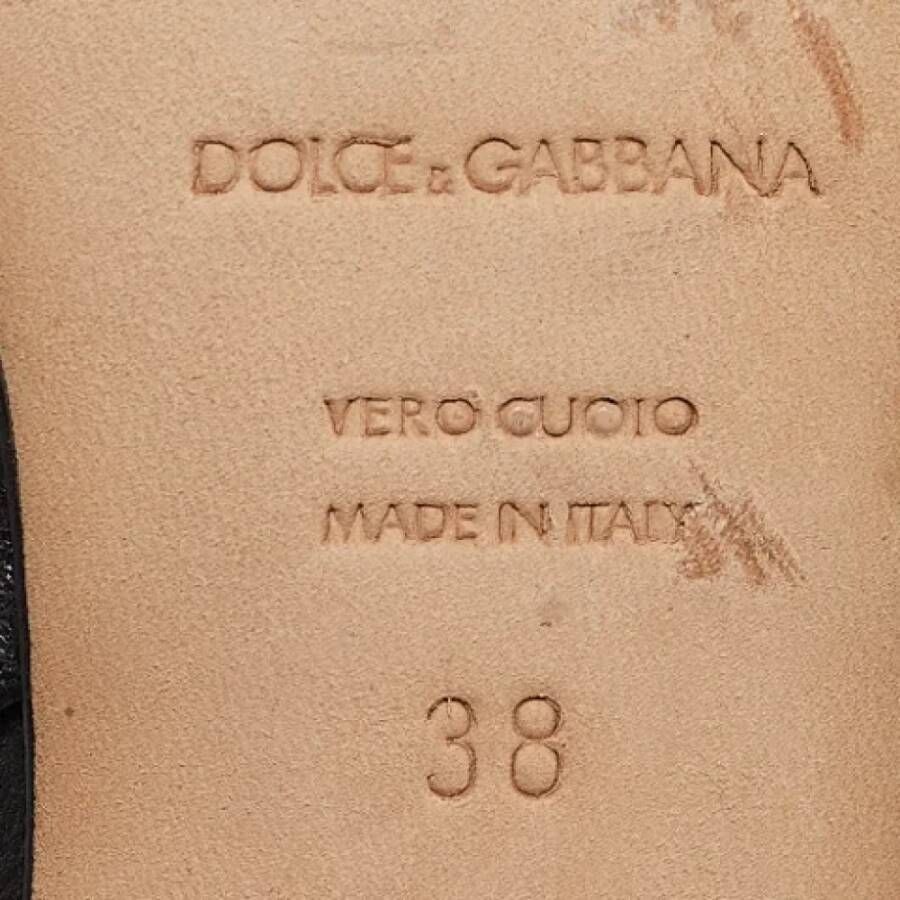 DOLCE & GABBANA
VERO CUOIO
MADE IN ITALY
38